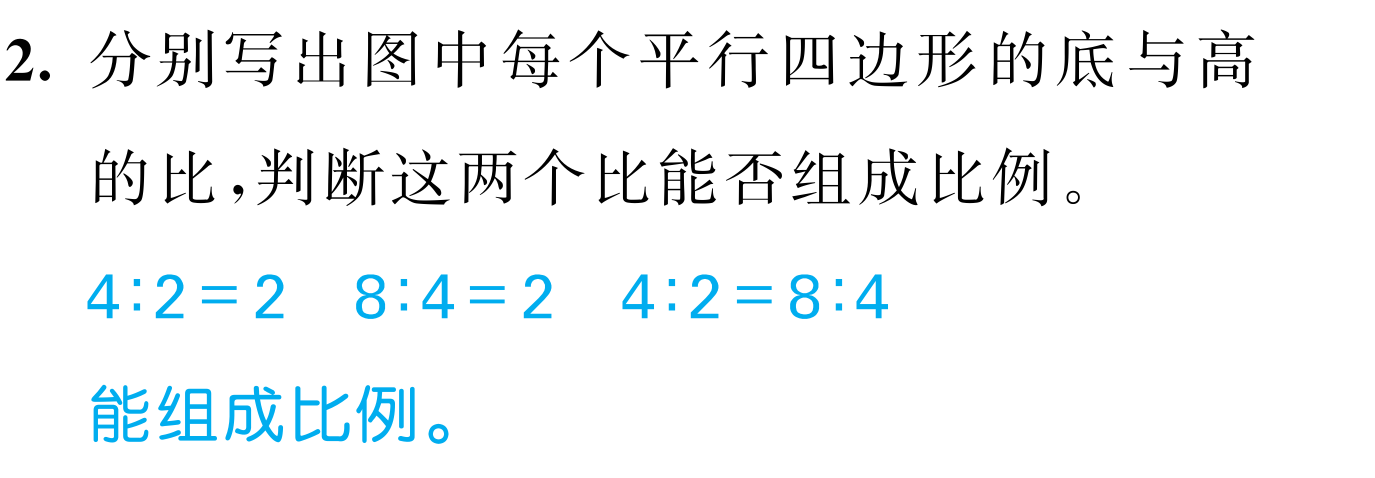 2. 分别写出图中每个平行四边形的底与高
的比,判断这两个比能否组成比例。
4∶2=2 8∶4=2 4∶2=8∶4
能组成比例。